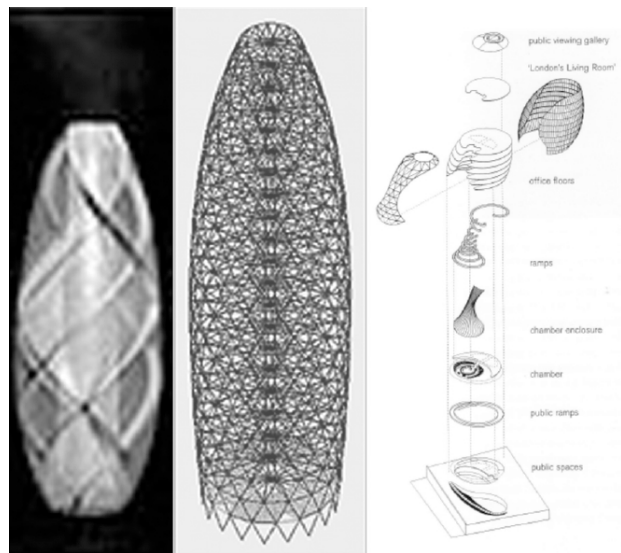 public viewing gallery
'London's Living Room'
office floors
ramps
chamber enclosure
chamber
public ramps
public spaces